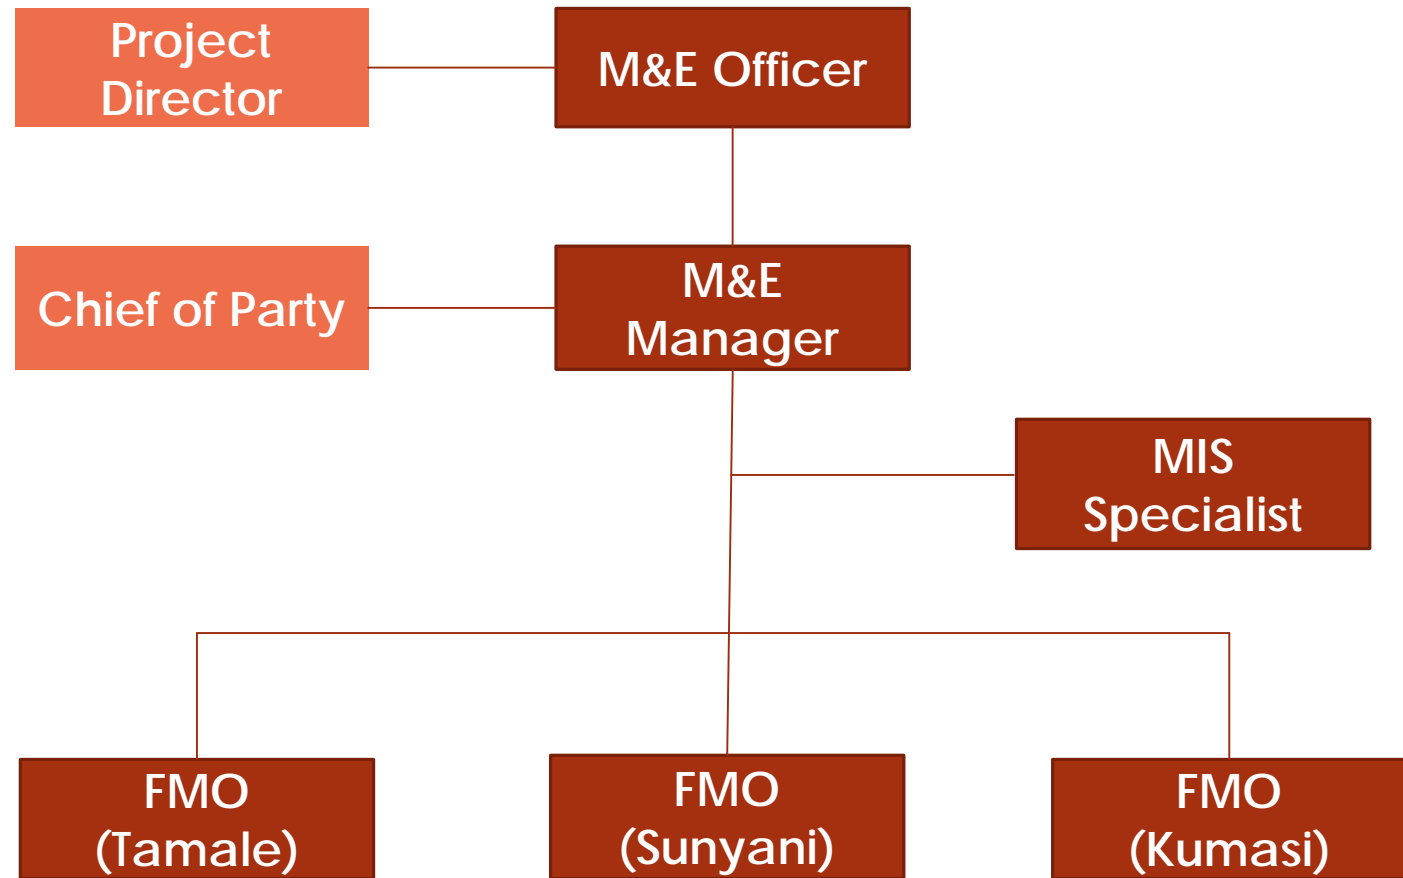 Project
Director
M&E Officer
Chief of Party
M&E
Manager
MIS
Specialist
FMO
(Tamale)
FMO
(Sunyani)
FMO
(Kumasi)